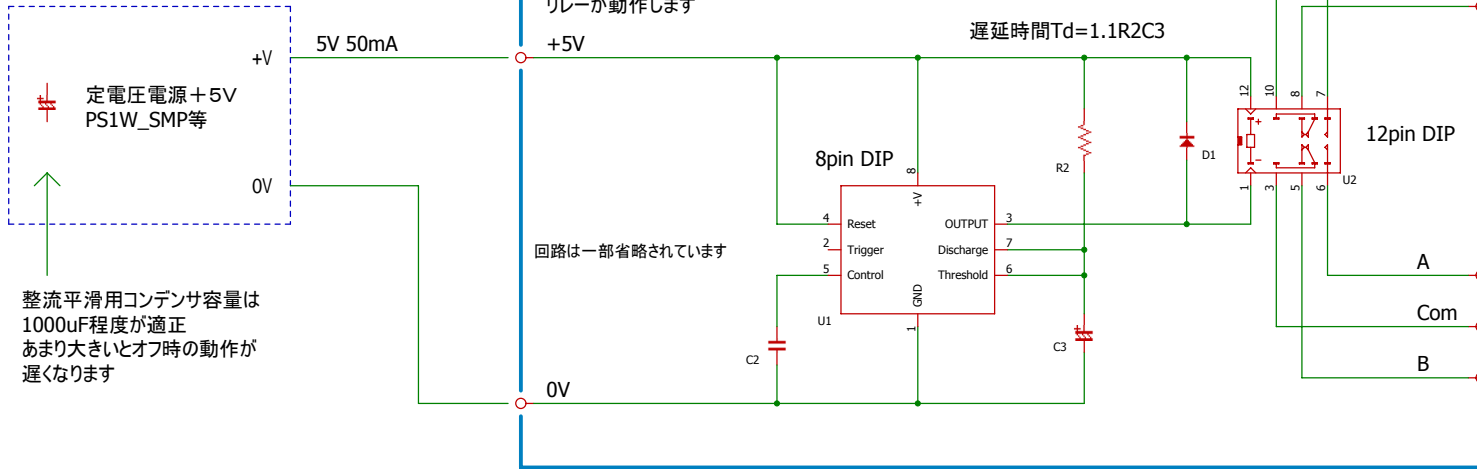 リレーが動作します
遅延時間Td=1.1R2C3
5V 50mA
+5V
+V
定電圧電源＋5V
PS1W_SMP等
0V
12
10
8
7
+
−
12pin DIP
D1
R2
8pin DIP
U2
1
3
5
6
8
+V
4
Reset
OUTPUT
3
2
Trigger
Discharge
7
5
Control
Threshold
6
GND
U1
1
回路は一部省略されています
A
Com
B
整流平滑用コンデンサ容量は
1000uF程度が適正
あまり大きいとオフ時の動作が
遅くなります
C2
C3
0V